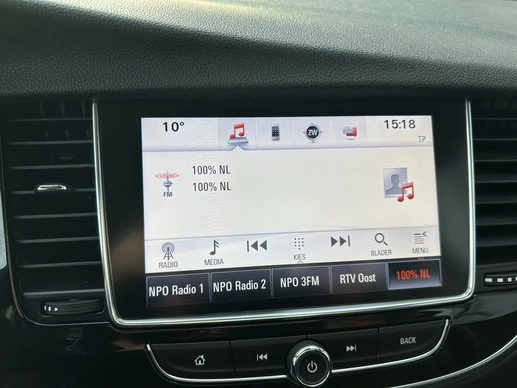 10°
2W
15:18
TP
FM
100% NL
100% NL
RADIO
MEDIA
KIES
BLADER
MENU
NPO Radio 1
NPO Radio 2
NPO 3FM
RTV Oost
100% NL
BACK